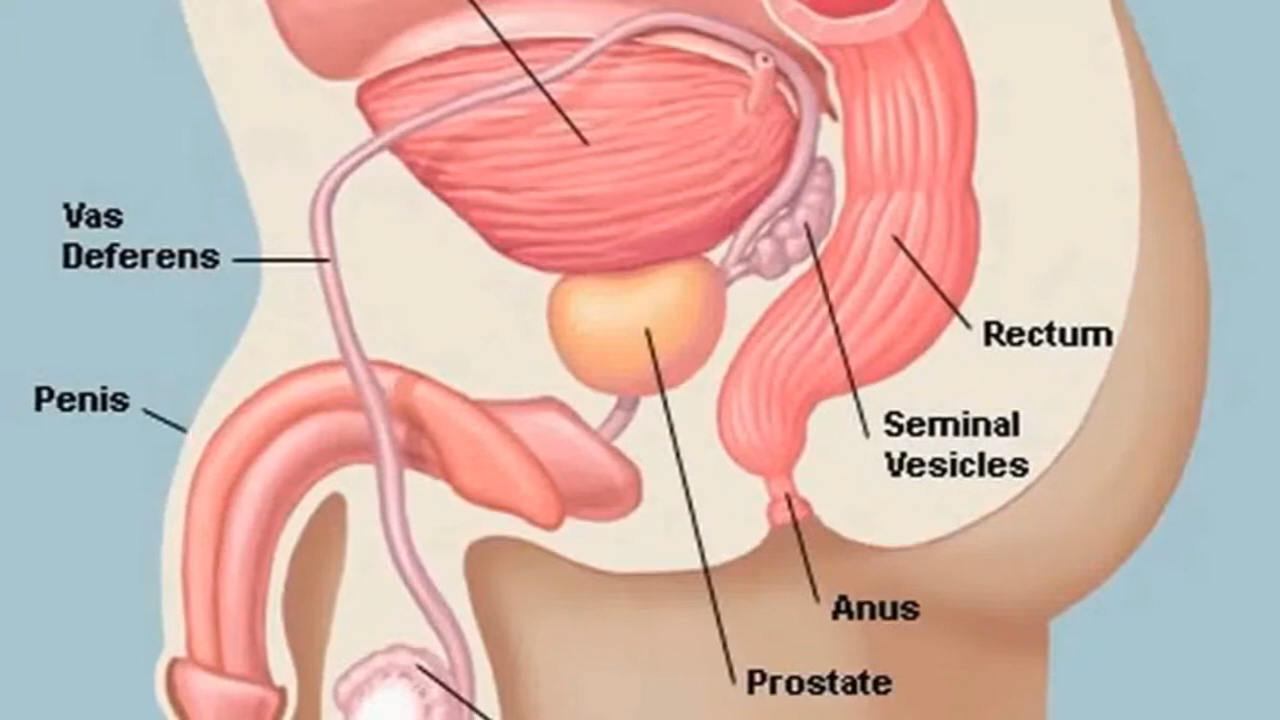 Vas
Deferens
Penis
Rectum
Seminal
Vesicles
Anus
Prostate